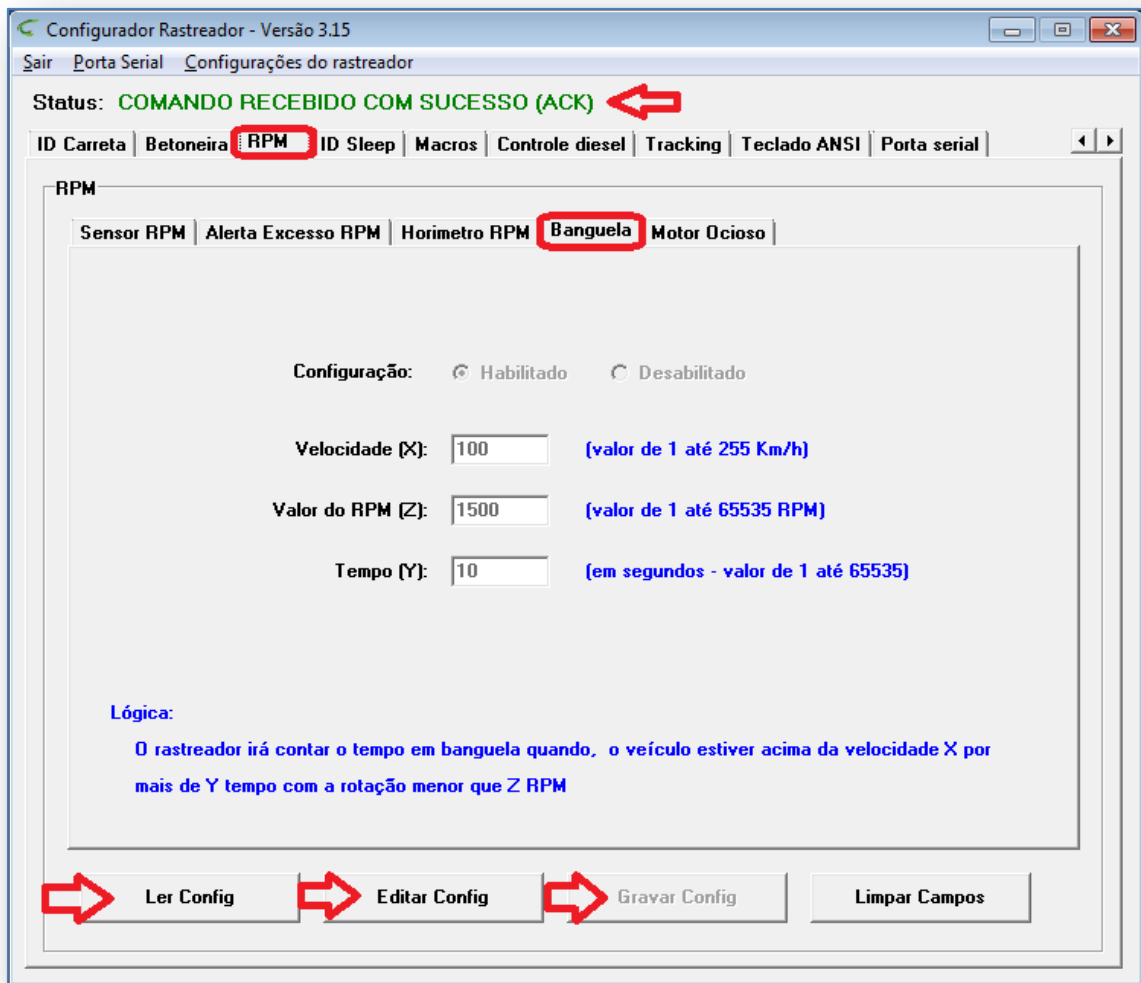 Configurador Rastreador - Versão 3.15
Sair Porta Serial Configurações do rastreador
Status: COMANDO RECEBIDO COM SUCESSO (ACK)
ID Carreta Betoneira RPM ID Sleep Macros Controle diesel Tracking Teclado ANSI Porta serial
RPM
Sensor RPM Alerta Excesso RPM Horimetro RPM Banguela Motor Ocioso
Configuração: Habilitado Desabilitado
Velocidade (X): 100 (valor de 1 até 255 Km/h)
Valor do RPM (Z): 1500 (valor de 1 até 65535 RPM)
Tempo (Y): 10 (em segundos - valor de 1 até 65535)
Lógica:
O rastreador irá contar o tempo em banguela quando, o veículo estiver acima da velocidade X por
mais de Y tempo com a rotação menor que Z RPM
Ler Config Editar Config Gravar Config Limpar Campos